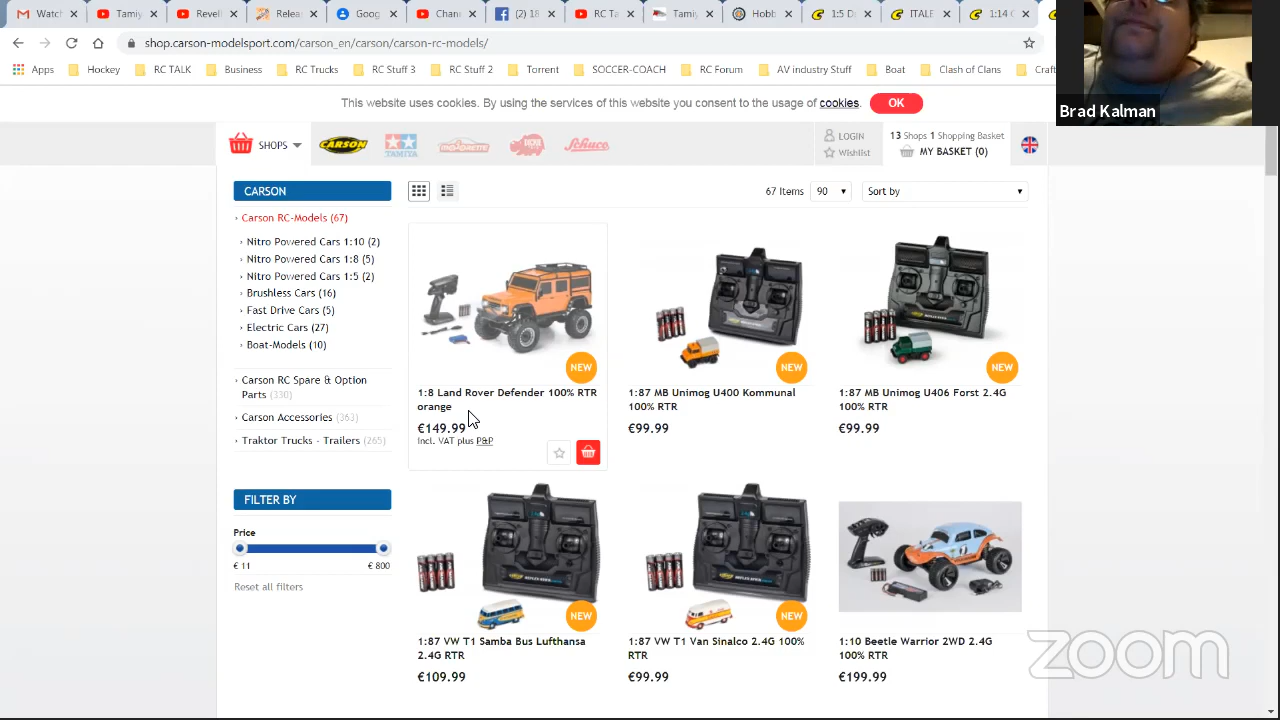 Watch
Tamiy
Revell
Releas
Goog
Chann
(2) 18
RC Ta
Tamiy
Hobb
1:5 D
ITALE
1:14 C
shop.carson-modelsport.com/carson_en/carson/carson-rc-models/
Apps
Hockey
RC TALK
Business
RC Trucks
RC Stuff 3
RC Stuff 2
Torrent
SOCCER-COACH
RC Forum
AV industry Stuff
Boat
Clash of Clans
Craft
Brad Kalman
This website uses cookies. By using the services of this website you consent to the usage of cookies.
OK
SHOPS
CARSON
TAMIYA
DICKIE
Schuco
LOGIN
Wishlist
13 Shops 1 Shopping Basket
MY BASKET (0)
CARSON
67 Items
90
Sort by
Carson RC-Models (67)
Nitro Powered Cars 1:10 (2)
Nitro Powered Cars 1:8 (5)
Nitro Powered Cars 1:5 (2)
Brushless Cars (16)
Fast Drive Cars (5)
Electric Cars (27)
Boat-Models (10)
Carson RC Spare & Option
Parts (330)
Carson Accessories (363)
Traktor Trucks - Trailers (265)
FILTER BY
Price
€ 11
€ 800
Reset all filters
NEW
1:8 Land Rover Defender 100% RTR
orange
€149.99
Incl. VAT plus P&P
NEW
1:87 MB Unimog U400 Kommunal
100% RTR
€99.99
NEW
1:87 MB Unimog U406 Forst 2.4G
100% RTR
€99.99
NEW
1:87 VW T1 Samba Bus Lufthansa
2.4G RTR
€109.99
NEW
1:87 VW T1 Van Sinalco 2.4G 100%
RTR
€99.99
1:10 Beetle Warrior 2WD 2.4G
100% RTR
€199.99
zoom